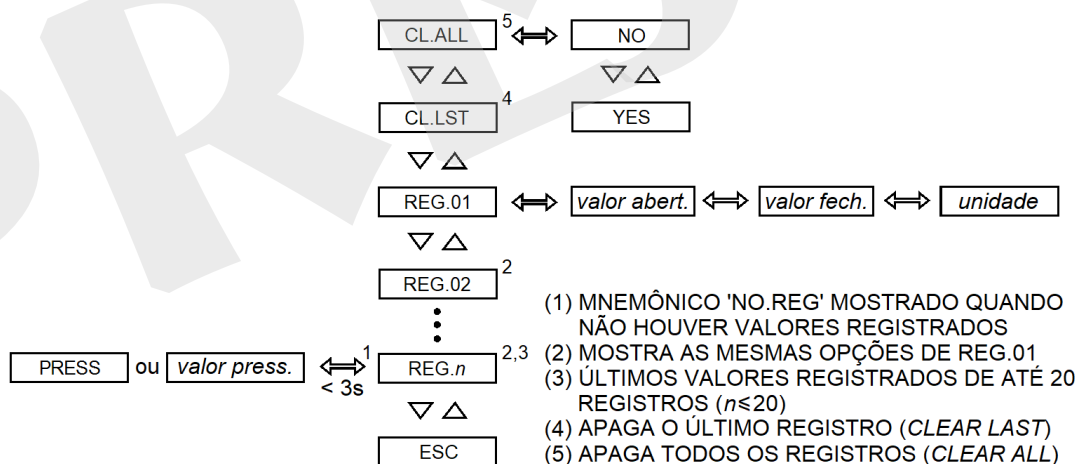 CL.ALL 5 NO
CL.LST 4 YES
REG.01 valor abert. valor fech. unidade
REG.02 2
PRESS ou valor press. < 3s 1 REG.n 2,3
ESC
(1) MNEMÔNICO 'NO.REG' MOSTRADO QUANDO
NÃO HOUVER VALORES REGISTRADOS
(2) MOSTRA AS MESMAS OPÇÕES DE REG.01
(3) ÚLTIMOS VALORES REGISTRADOS DE ATÉ 20
REGISTROS (n≤20)
(4) APAGA O ÚLTIMO REGISTRO (CLEAR LAST)
(5) APAGA TODOS OS REGISTROS (CLEAR ALL)